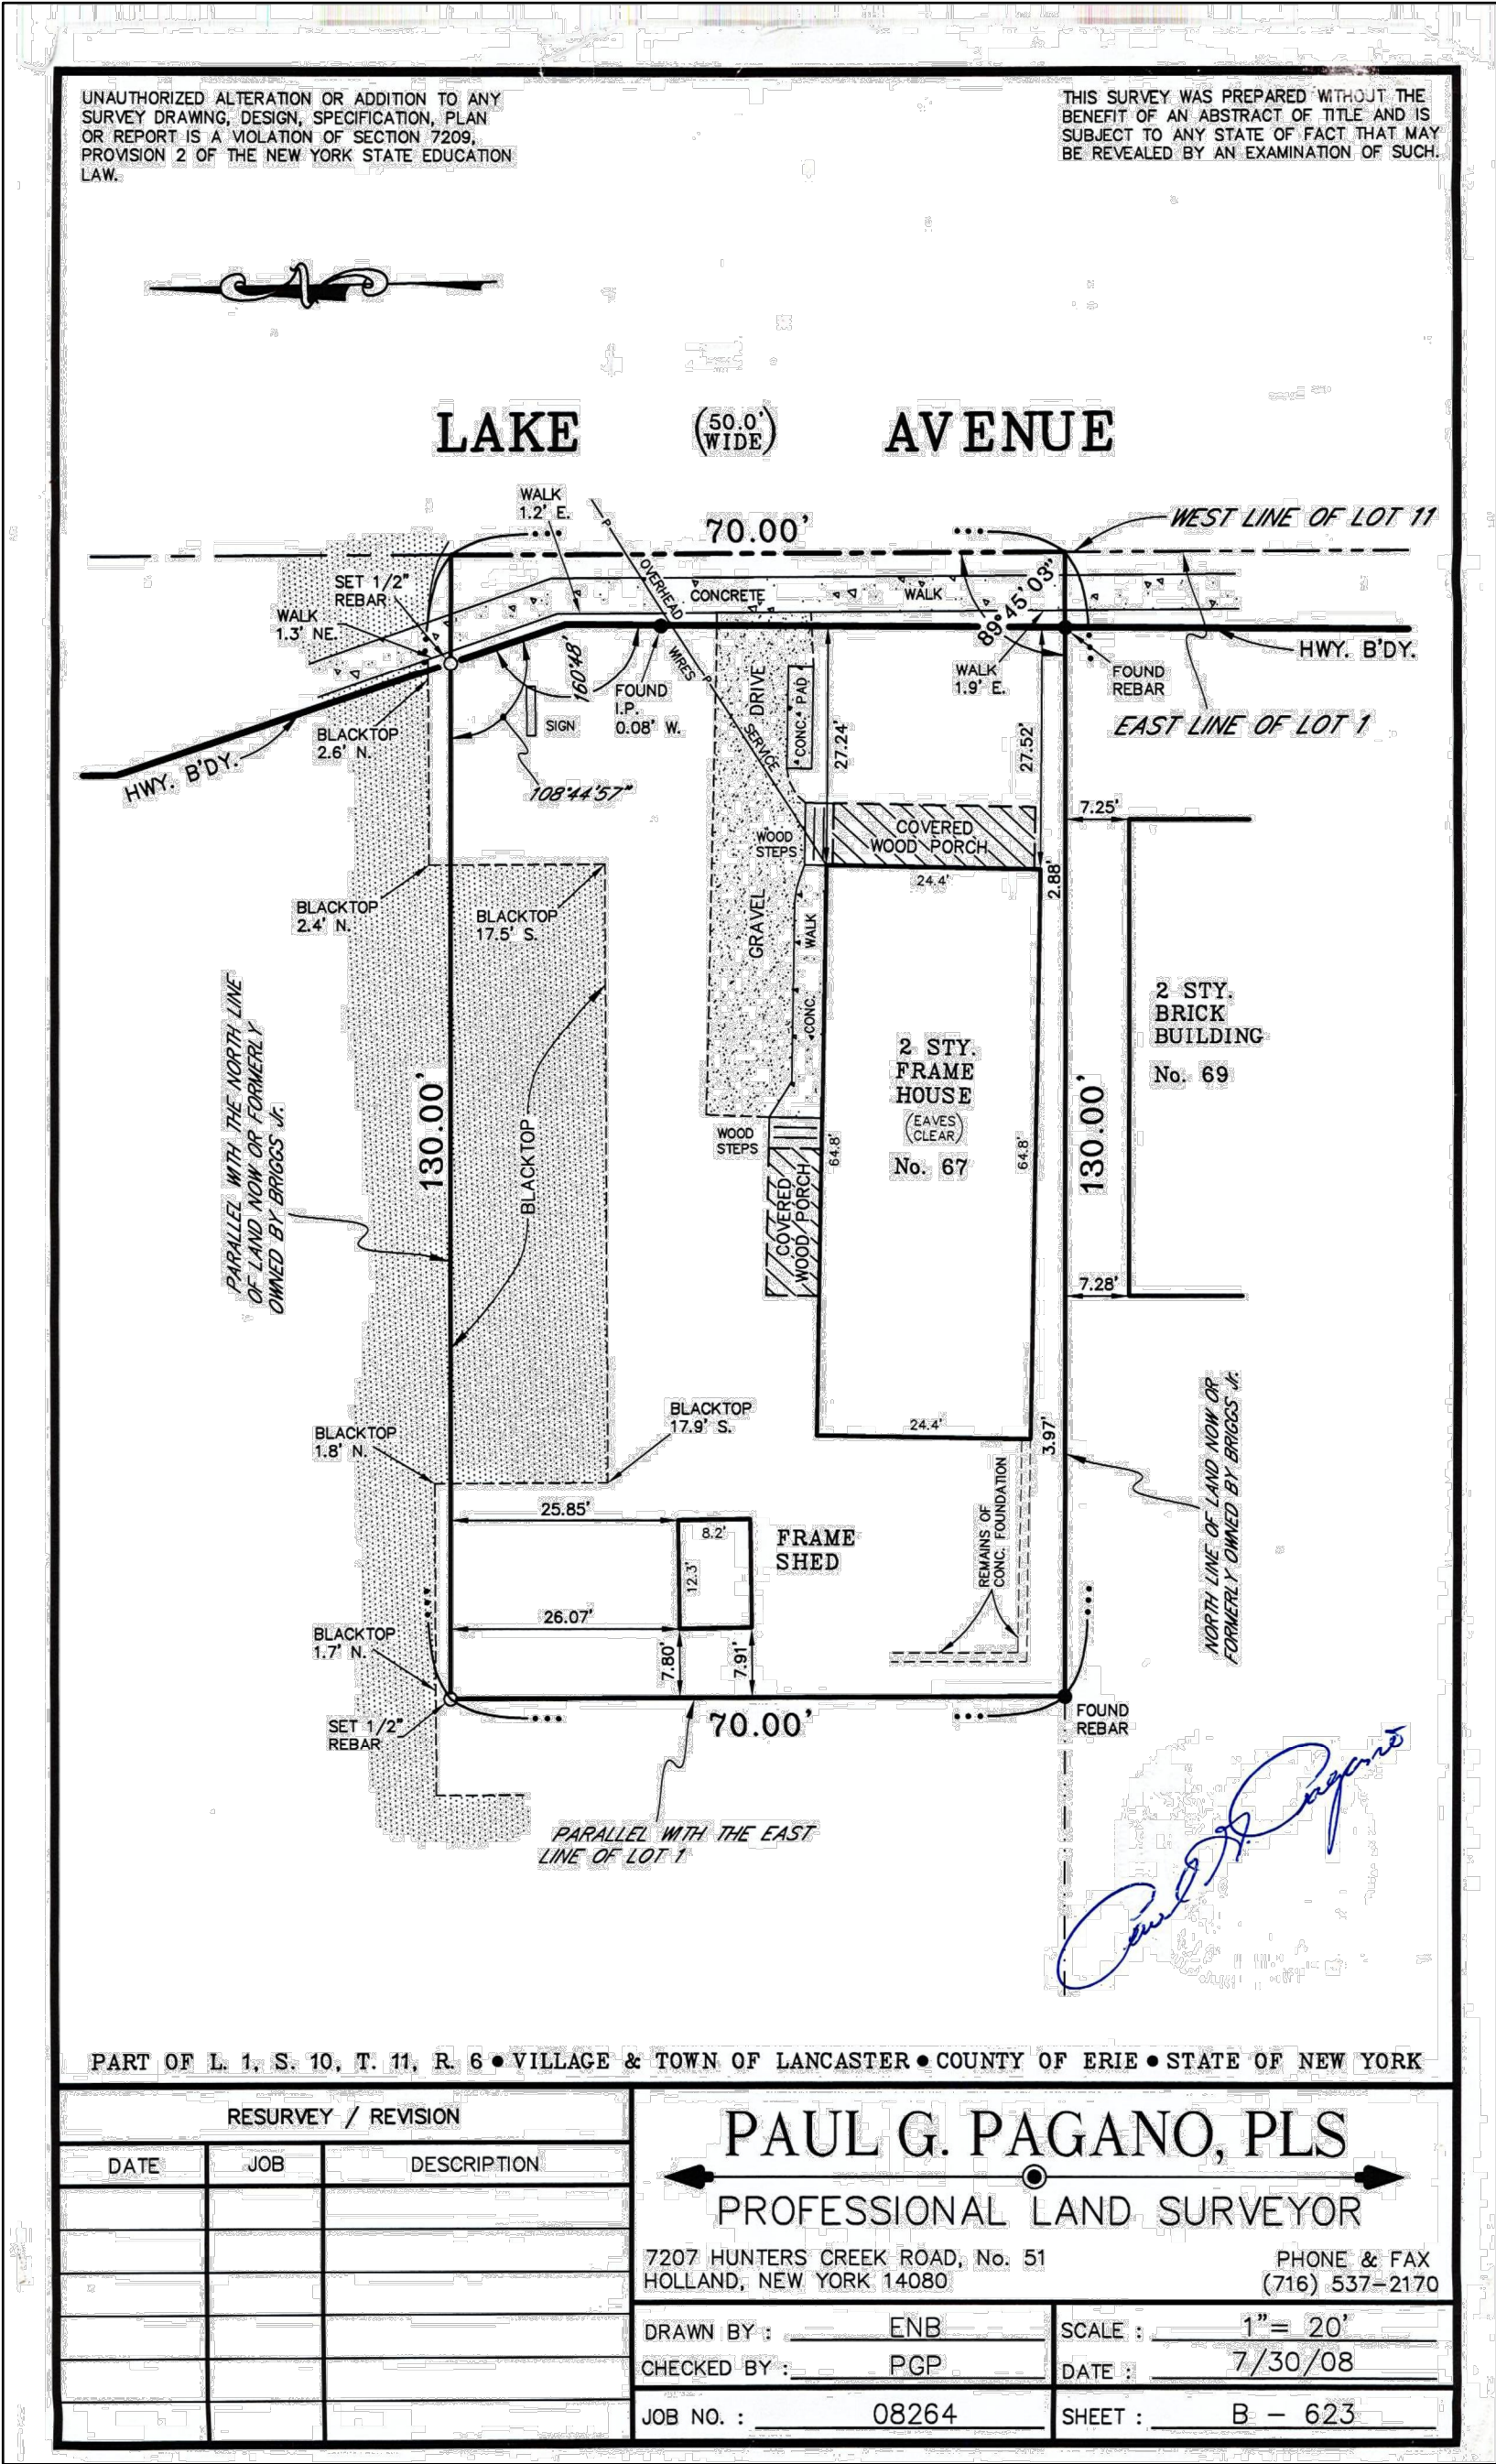 UNAUTHORIZED ALTERATION OR ADDITION TO ANY
SURVEY DRAWING, DESIGN, SPECIFICATION, PLAN
OR REPORT IS A VIOLATION OF SECTION 7209,
PROVISION 2 OF THE NEW YORK STATE EDUCATION
LAW.
THIS SURVEY WAS PREPARED WITHOUT THE
BENEFIT OF AN ABSTRACT OF TITLE AND IS
SUBJECT TO ANY STATE OF FACT THAT MAY
BE REVEALED BY AN EXAMINATION OF SUCH.
N
LAKE (50.0' WIDE) AVENUE
WALK
1.2' E.
70.00'
WEST LINE OF LOT 11
SET 1/2"
REBAR
OVERHEAD
WIRES
SERVICE
P
P
CONCRETE WALK
89°45'03"
WALK
1.3' NE.
HWY. B'DY.
WALK
1.9' E.
FOUND
REBAR
EAST LINE OF LOT 1
160°48'
FOUND
I.P.
0.08' W.
SIGN
BLACKTOP
2.6' N.
HWY. B'DY.
108°44'57"
GRAVEL DRIVE
CONC. PAD
27.24'
27.52'
7.25'
WOOD
STEPS
COVERED
WOOD PORCH
24.4'
2.88'
BLACKTOP
2.4' N.
BLACKTOP
17.5' S.
CONC. WALK
PARALLEL WITH THE NORTH LINE
OF LAND NOW OR FORMERLY
OWNED BY BRIGGS Jr.
130.00'
BLACKTOP
2 STY.
FRAME
HOUSE
(EAVES
CLEAR)
No. 67
2 STY.
BRICK
BUILDING
No. 69
WOOD
STEPS
64.8'
64.8'
130.00'
COVERED
WOOD PORCH
7.28'
BLACKTOP
1.8' N.
BLACKTOP
17.9' S.
24.4'
3.97'
NORTH LINE OF LAND NOW OR
FORMERLY OWNED BY BRIGGS Jr.
25.85'
8.2'
12.3'
FRAME
SHED
REMAINS OF
CONC. FOUNDATION
26.07'
7.80'
7.91'
BLACKTOP
1.7' N.
SET 1/2"
REBAR
70.00'
FOUND
REBAR
PARALLEL WITH THE EAST
LINE OF LOT 1
Paul G. Pagano
PART OF L. 1, S. 10, T. 11, R. 6 • VILLAGE & TOWN OF LANCASTER • COUNTY OF ERIE • STATE OF NEW YORK
RESURVEY / REVISION
DATE JOB DESCRIPTION
PAUL G. PAGANO, PLS
PROFESSIONAL LAND SURVEYOR
7207 HUNTERS CREEK ROAD, No. 51
HOLLAND, NEW YORK 14080
PHONE & FAX
(716) 537-2170
DRAWN BY : ENB
CHECKED BY : PGP
SCALE : 1"= 20'
DATE : 7/30/08
JOB NO. : 08264
SHEET : B - 623